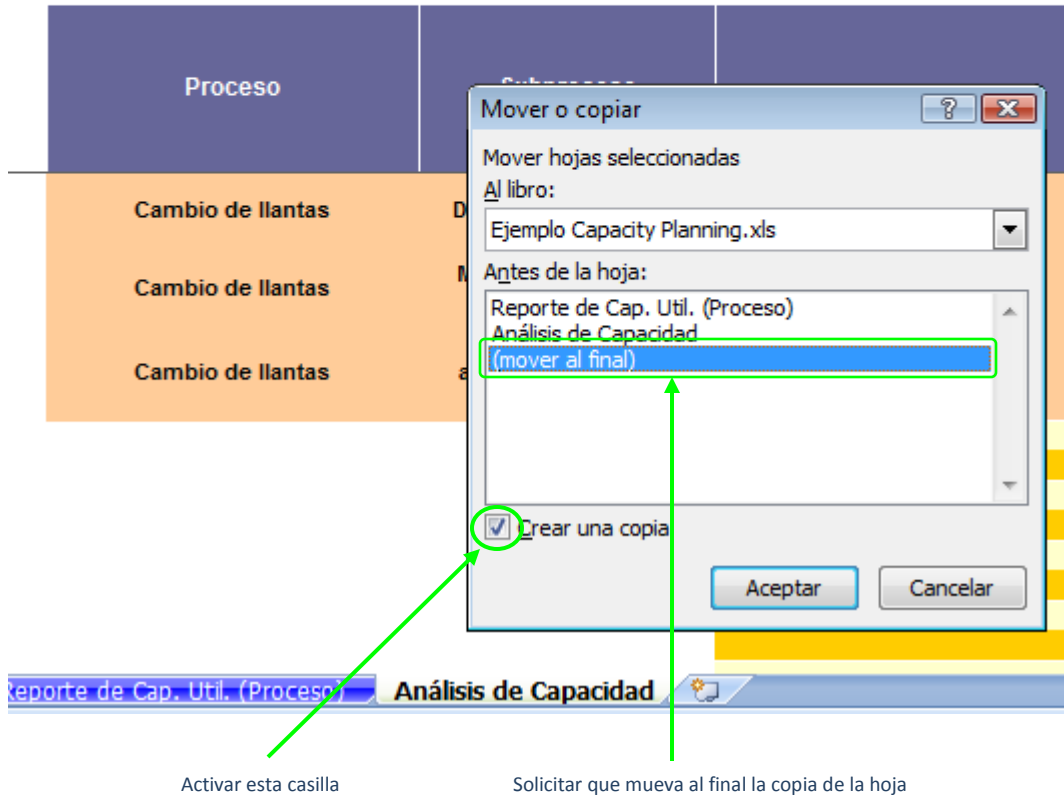 Proceso
Mover o copiar
Mover hojas seleccionadas
Al libro:
Cambio de llantas D
Ejemplo Capacity Planning.xls
Antes de la hoja:
Cambio de llantas
Reporte de Cap. Util. (Proceso)
Análisis de Capacidad
(mover al final)
Cambio de llantas a
Crear una copia
Aceptar Cancelar
Reporte de Cap. Util. (Proceso) Análisis de Capacidad
Activar esta casilla Solicitar que mueva al final la copia de la hoja